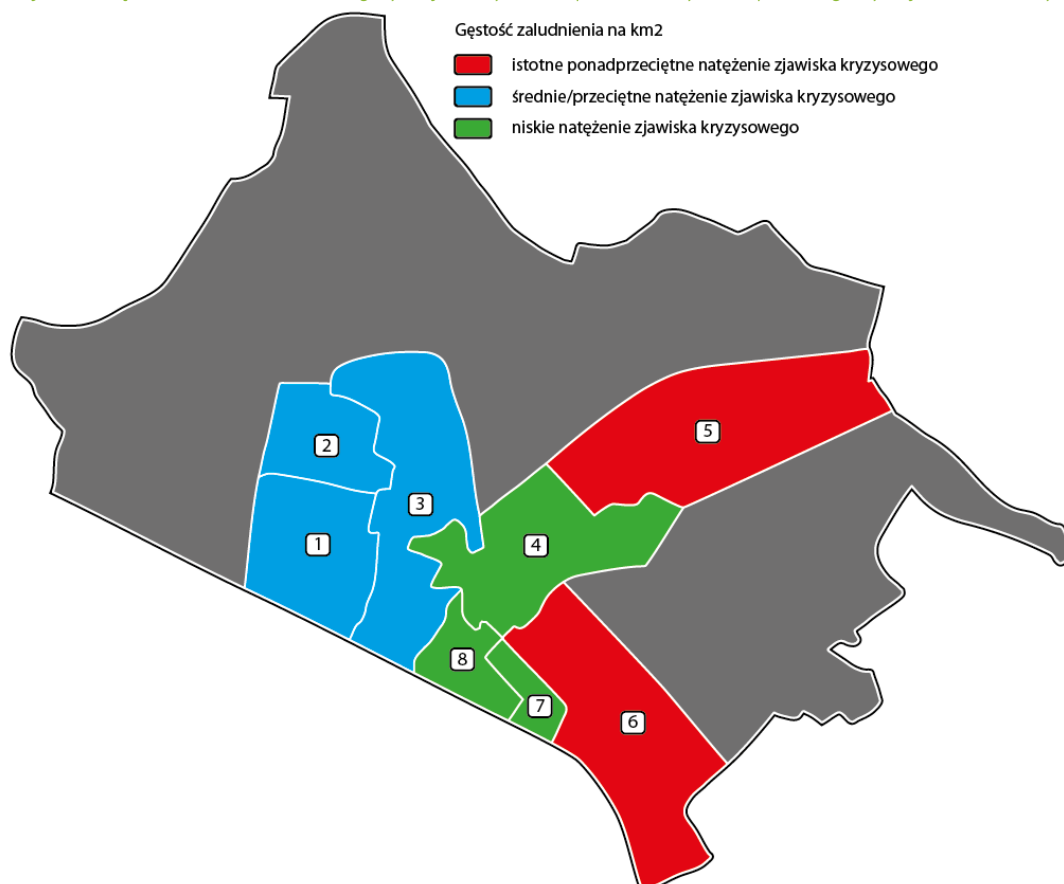 Gęstość zaludnienia na km2
istotne ponadprzeciętne natężenie zjawiska kryzysowego
średnie/przeciętne natężenie zjawiska kryzysowego
niskie natężenie zjawiska kryzysowego
5
2
3
1
4
8
7
6